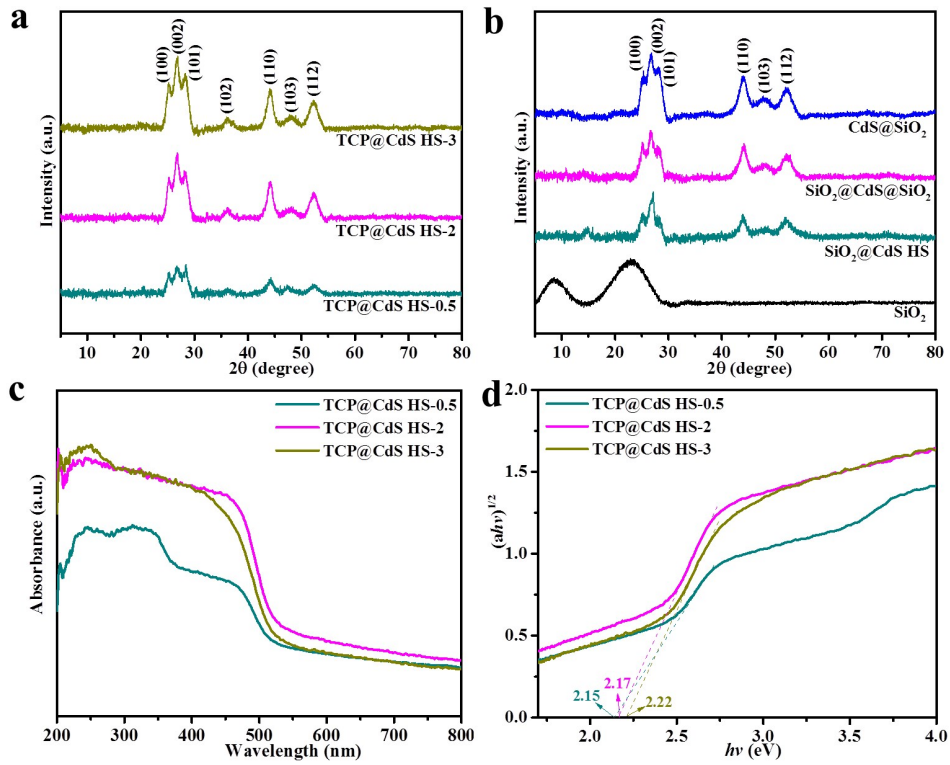 a
(100)
(002)
(101)
(102)
(110)
(103)
(112)
TCP@CdS HS-3
TCP@CdS HS-2
TCP@CdS HS-0.5
Intensity (a.u.)
10 20 30 40 50 60 70 80
2θ (degree)
b
(100)
(002)
(101)
(110)
(103)
(112)
CdS@SiO₂
SiO₂@CdS@SiO₂
SiO₂@CdS HS
SiO₂
Intensity (a.u.)
10 20 30 40 50 60 70 80
2θ (degree)
c
TCP@CdS HS-0.5
TCP@CdS HS-2
TCP@CdS HS-3
Absorbance (a.u.)
200 300 400 500 600 700 800
Wavelength (nm)
d
TCP@CdS HS-0.5
TCP@CdS HS-2
TCP@CdS HS-3
(ahν)^1/2
2.0
1.5
1.0
0.5
0.0
2.15
2.17
2.22
2.0 2.5 3.0 3.5 4.0
hν (eV)